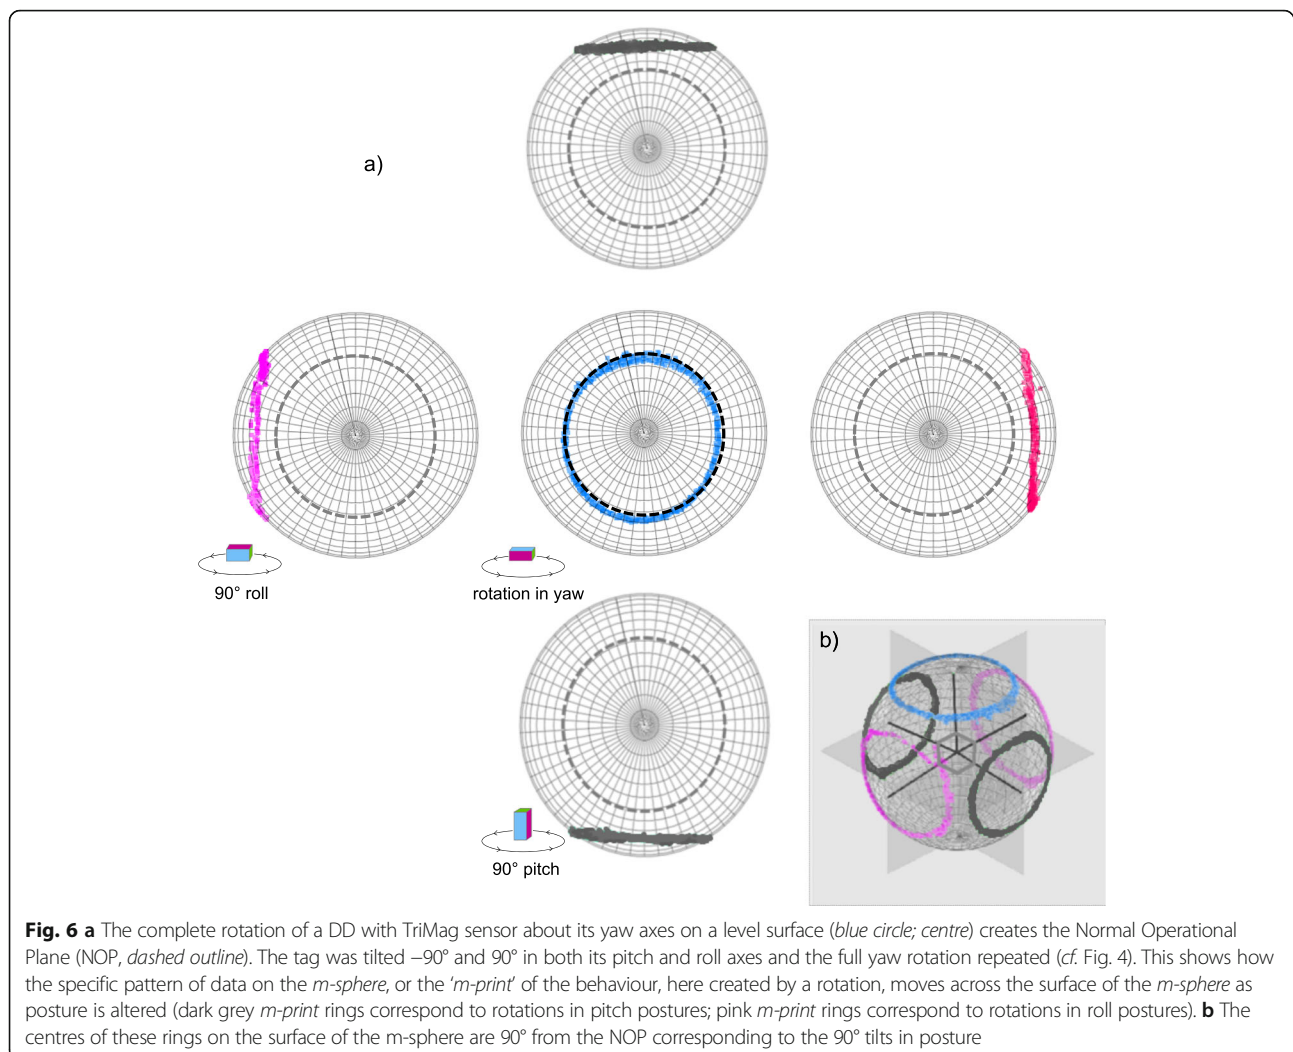 a)
90° roll
rotation in yaw
90° pitch
b)
Fig. 6 a The complete rotation of a DD with TriMag sensor about its yaw axes on a level surface (blue circle; centre) creates the Normal Operational
Plane (NOP, dashed outline). The tag was tilted −90° and 90° in both its pitch and roll axes and the full yaw rotation repeated (cf. Fig. 4). This shows how
the specific pattern of data on the m-sphere, or the ‘m-print’ of the behaviour, here created by a rotation, moves across the surface of the m-sphere as
posture is altered (dark grey m-print rings correspond to rotations in pitch postures; pink m-print rings correspond to rotations in roll postures). b The
centres of these rings on the surface of the m-sphere are 90° from the NOP corresponding to the 90° tilts in posture